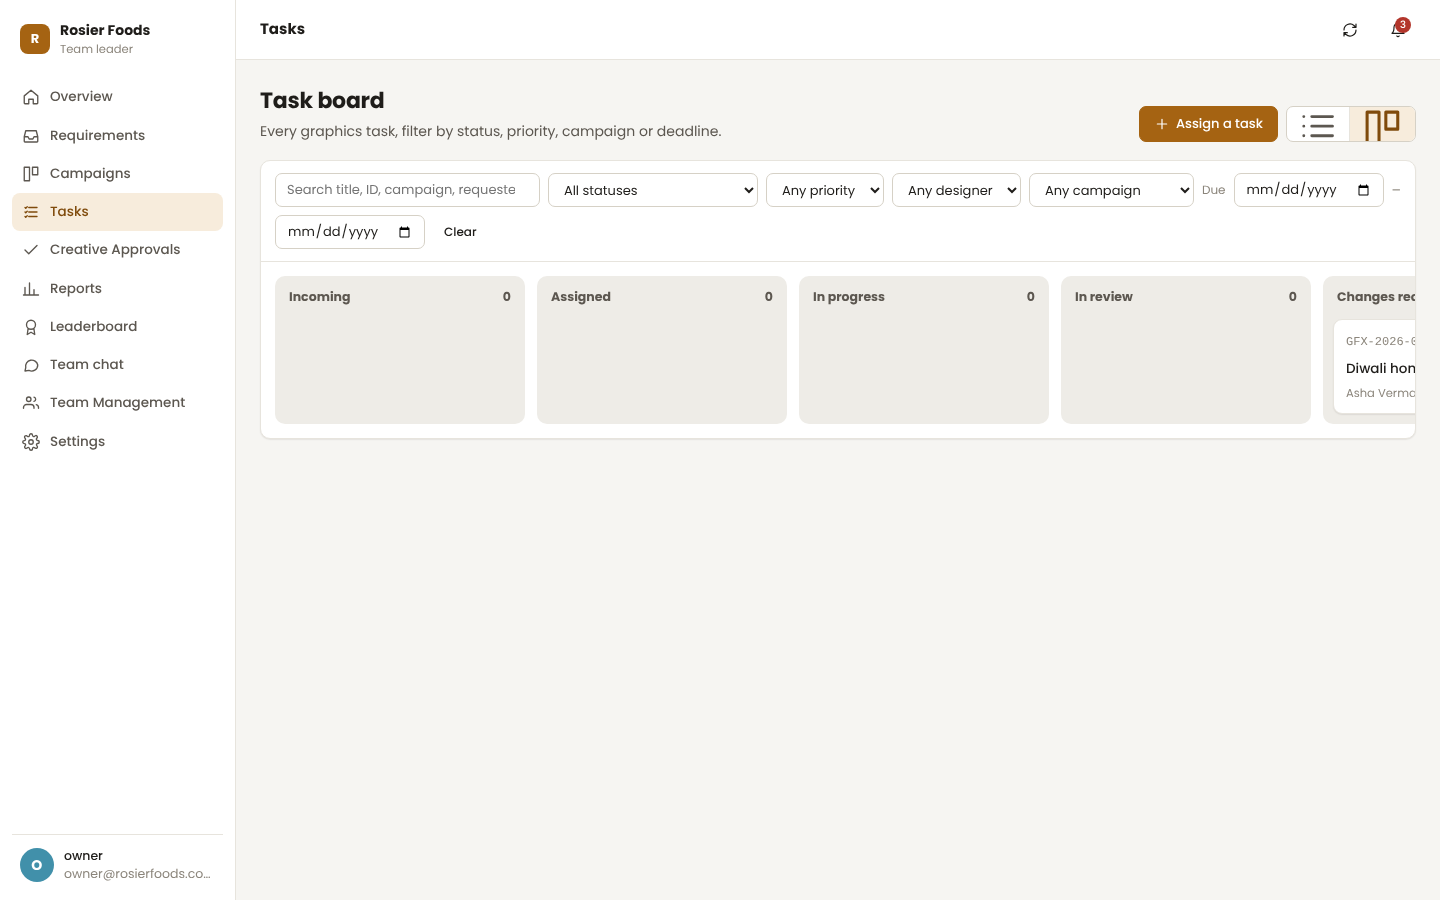 R
Rosier Foods
Team leader
Overview
Requirements
Campaigns
Tasks
Creative Approvals
Reports
Leaderboard
Team chat
Team Management
Settings
O
owner
owner@rosierfoods.co...
Tasks
3
Task board
Every graphics task, filter by status, priority, campaign or deadline.
+ Assign a task
Search title, ID, campaign, requeste
All statuses
Any priority
Any designer
Any campaign
Due
mm/dd/yyyy
–
mm/dd/yyyy
Clear
Incoming 0
Assigned 0
In progress 0
In review 0
Changes
GFX-2026-
Diwali
Asha Verma